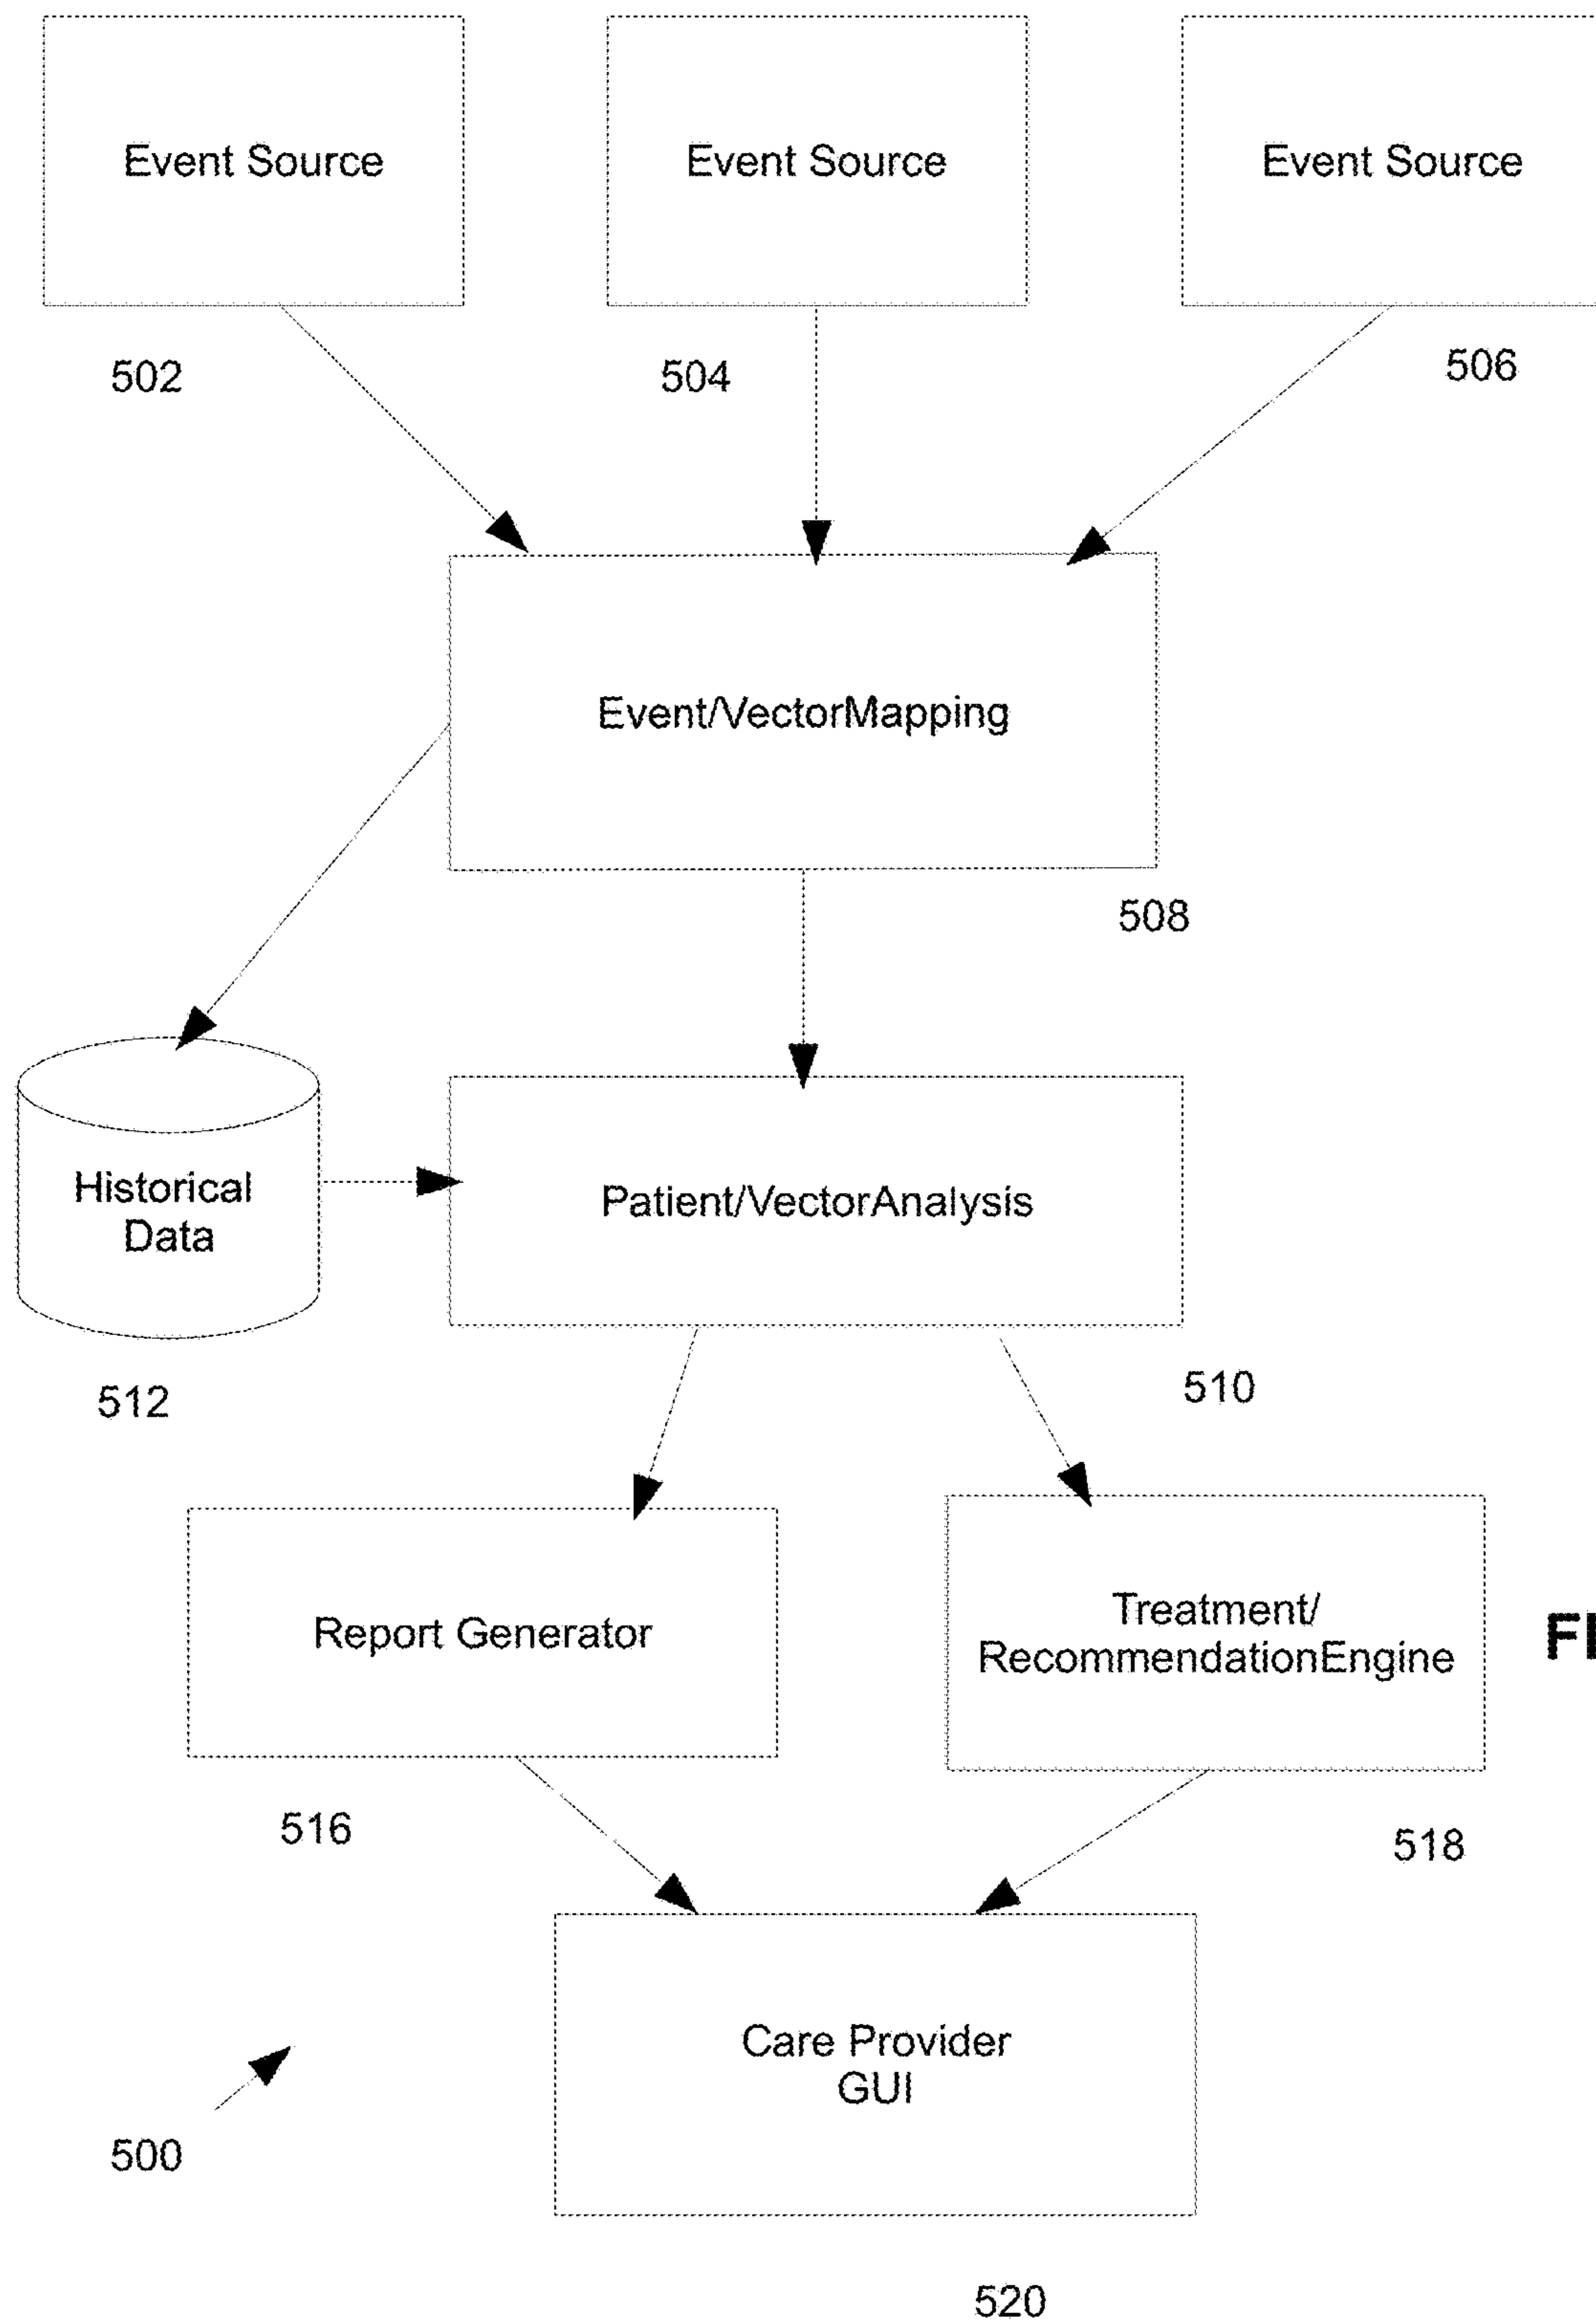 Event Source
Event Source
Event Source
502
504
506
Event/VectorMapping
508
Historical
Data
Patient/VectorAnalysis
512
510
Report Generator
Treatment/
RecommendationEngine
516
518
Care Provider
GUI
500
520